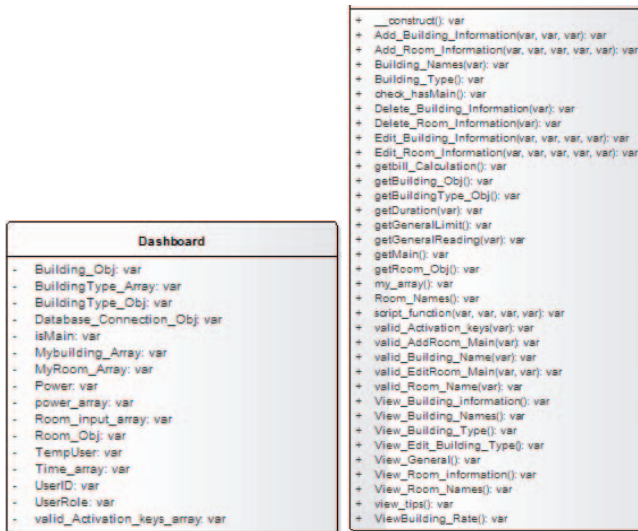 Dashboard
- Building_Obj: var
- BuildingType_Array: var
- BuildingType_Obj: var
- Database_Connection_Obj: var
- isMain: var
- Mybuilding_Array: var
- MyRoom_Array: var
- Power: var
- power_array: var
- Room_input_array: var
- Room_Obj: var
- TempUser: var
- Time_array: var
- UserID: var
- UserRole: var
- valid_Activation_keys_array: var
+ __construct(): var
+ Add_Building_Information(var, var, var): var
+ Add_Room_Information(var, var, var, var, var): var
+ Building_Names(var): var
+ Building_Type(): var
+ check_hasMain(): var
+ Delete_Building_Information(var): var
+ Delete_Room_Information(var): var
+ Edit_Building_Information(var, var, var, var): var
+ Edit_Room_Information(var, var, var, var, var): var
+ getbill_Calculation(): var
+ getBuilding_Obj(): var
+ getBuildingType_Obj(): var
+ getDuration(var): var
+ getGeneralLimit(): var
+ getGeneralReading(var): var
+ getMain(): var
+ getRoom_Obj(): var
+ my_array(): var
+ Room_Names(): var
+ script_function(var, var, var, var): var
+ valid_Activation_keys(var): var
+ valid_AddRoom_Main(var): var
+ valid_Building_Name(var): var
+ valid_EditRoom_Main(var, var): var
+ valid_Room_Name(var): var
+ View_Building_information(): var
+ View_Building_Names(): var
+ View_Building_Type(): var
+ View_Edit_Building_Type(): var
+ View_General(): var
+ View_Room_information(): var
+ View_Room_Names(): var
+ view_tips(): var
+ ViewBuilding_Rate(): var